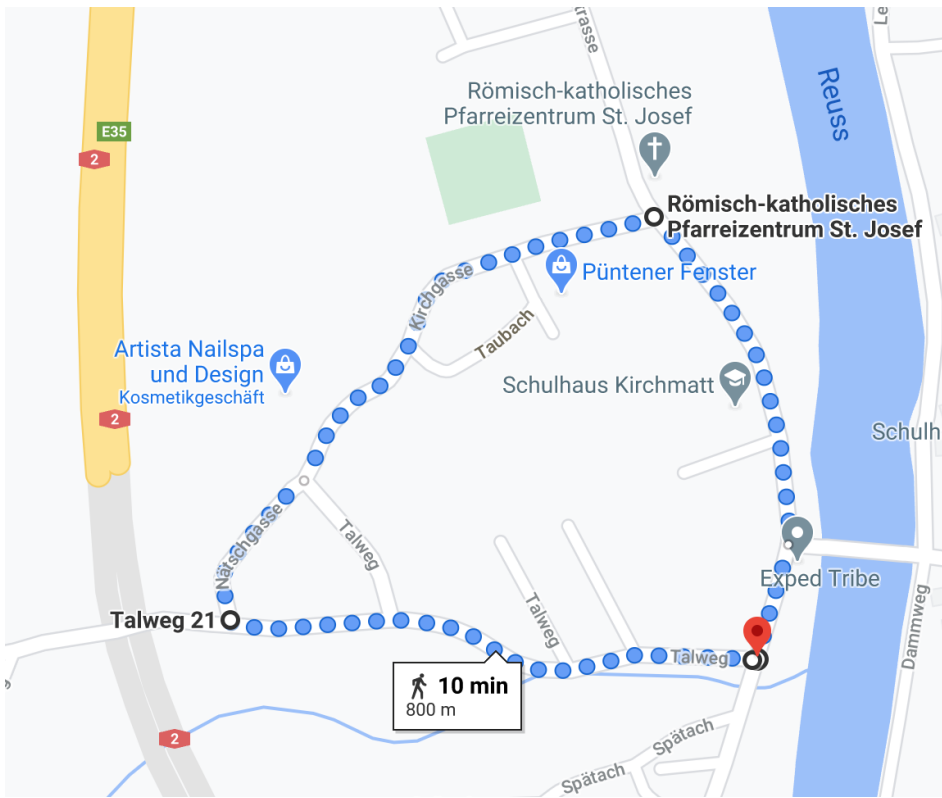 Reuss
Römisch-katholisches
Pfarreizentrum St. Josef
E35
2
Römisch-katholisches
Pfarreizentrum St. Josef
Püntener Fenster
Kirchgasse
Taubach
Artista Nailspa
und Design
Kosmetikgeschäft
Schulhaus Kirchmatt
2
Schulh
Nätschgasse
Talweg
Exped Tribe
Talweg 21
Talweg
Dammweg
Talweg
10 min
800 m
2
Spätach
Spätach